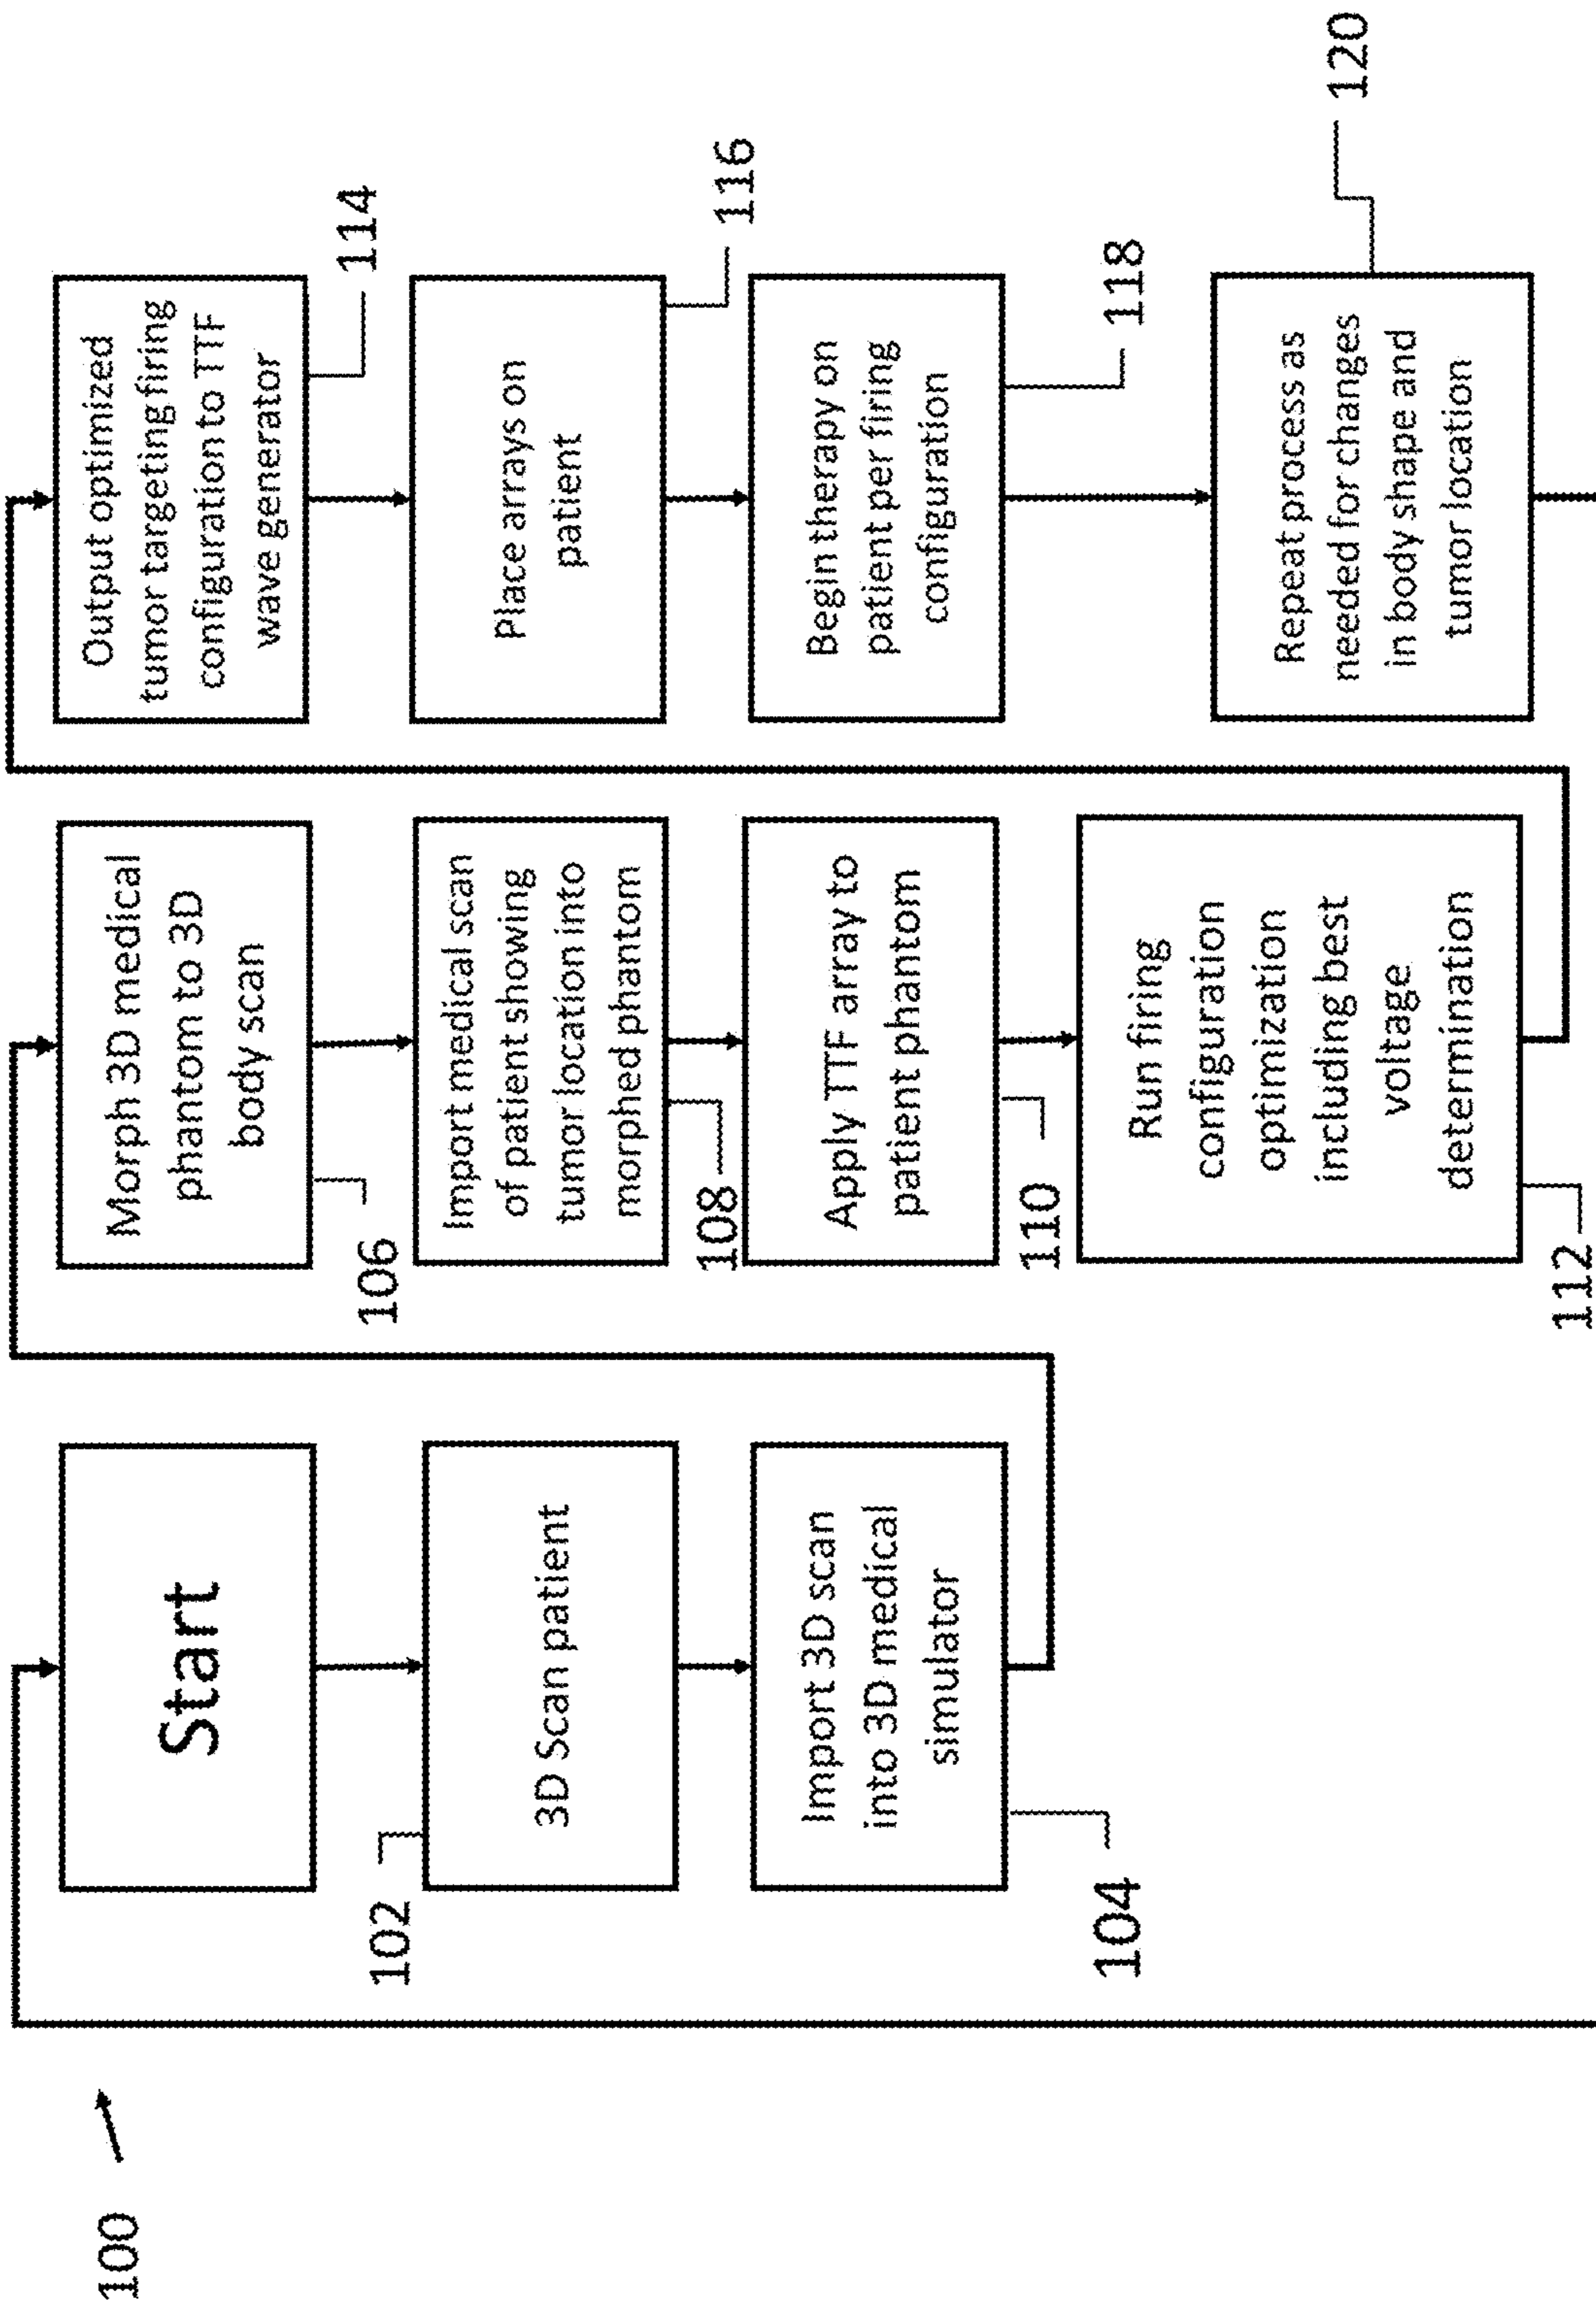 100
Start
102
3D Scan patient
Import 3D scan
into 3D medical
simulator
104
Morph 3D medical
phantom to 3D
body scan
106
Import medical scan
of patient showing
tumor location into
morphed phantom
108
Apply TTF array to
patient phantom
110
Run firing
configuration
optimization
including best
voltage
determination
112
Output optimized
tumor targeting firing
configuration to TTF
wave generator
114
Place arrays on
patient
116
Begin therapy on
patient per firing
configuration
118
Repeat process as
needed for changes
in body shape and
tumor location
120